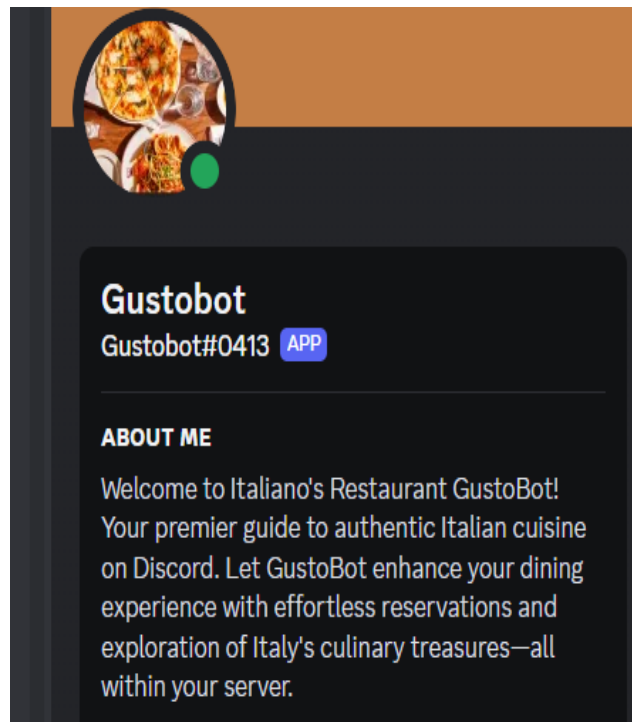 Gustobot
Gustobot#0413 APP
ABOUT ME
Welcome to Italiano's Restaurant GustoBot!
Your premier guide to authentic Italian cuisine
on Discord. Let GustoBot enhance your dining
experience with effortless reservations and
exploration of Italy's culinary treasures—all
within your server.